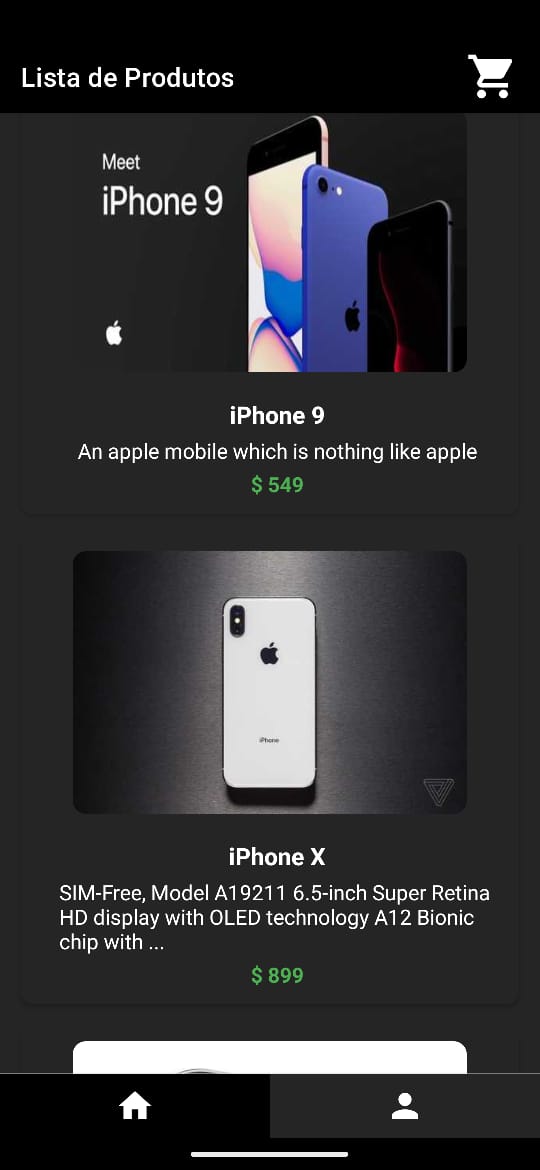 Lista de Produtos
Meet
iPhone 9
iPhone 9
An apple mobile which is nothing like apple
$ 549
iPhone
iPhone X
SIM-Free, Model A19211 6.5-inch Super Retina
HD display with OLED technology A12 Bionic
chip with ...
$ 899